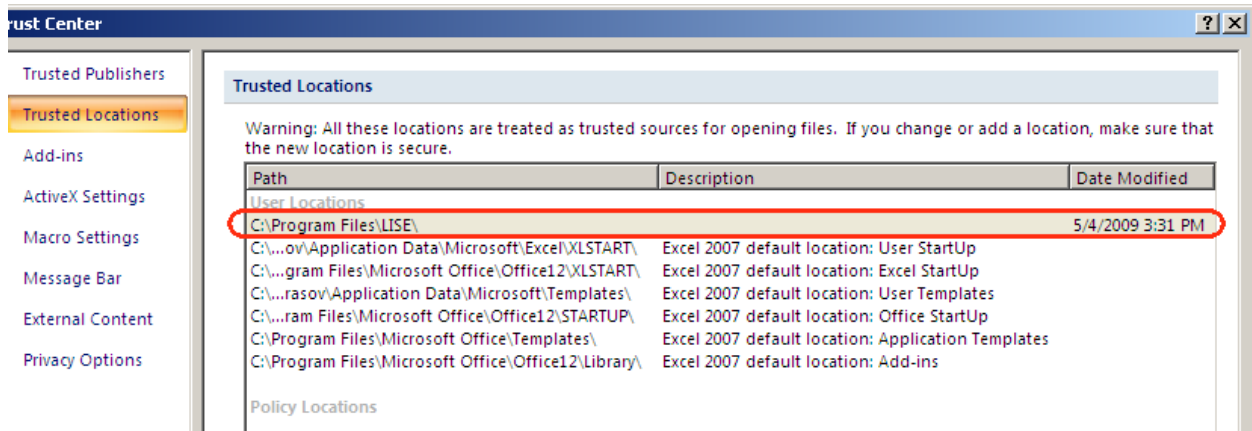 rust Center
Trusted Publishers
Trusted Locations
Add-ins
ActiveX Settings
Macro Settings
Message Bar
External Content
Privacy Options
Trusted Locations
Warning: All these locations are treated as trusted sources for opening files. If you change or add a location, make sure that
the new location is secure.
Path Description Date Modified
User Locations
C:\Program Files\LISE\ 5/4/2009 3:31 PM
C:\...ov\Application Data\Microsoft\Excel\XLSTART\ Excel 2007 default location: User StartUp
C:\...gram Files\Microsoft Office\Office12\XLSTART\ Excel 2007 default location: Excel StartUp
C:\...rasov\Application Data\Microsoft\Templates\ Excel 2007 default location: User Templates
C:\...ram Files\Microsoft Office\Office12\STARTUP\ Excel 2007 default location: Office StartUp
C:\Program Files\Microsoft Office\Templates\ Excel 2007 default location: Application Templates
C:\Program Files\Microsoft Office\Office12\Library\ Excel 2007 default location: Add-ins
Policy Locations